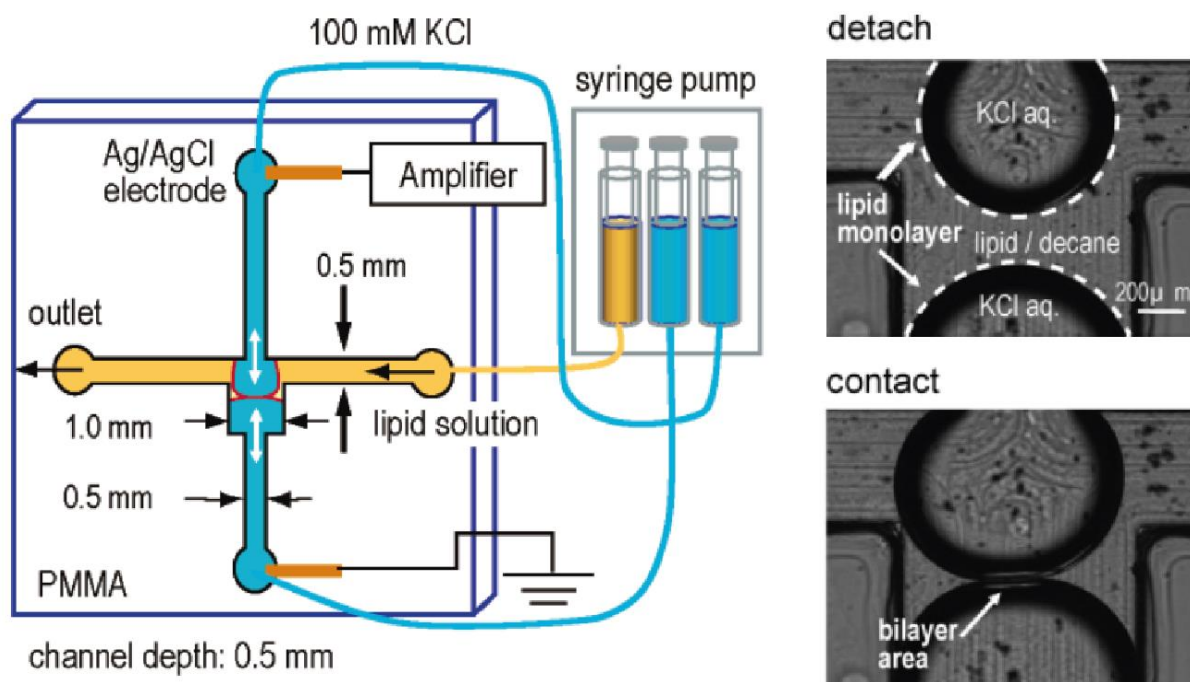 100 mM KCl
syringe pump
Ag/AgCl
electrode
Amplifier
0.5 mm
outlet
1.0 mm
lipid solution
0.5 mm
PMMA
channel depth: 0.5 mm
detach
KCl aq.
lipid
monolayer
lipid / decane
KCl aq.
200μ m
contact
bilayer
area